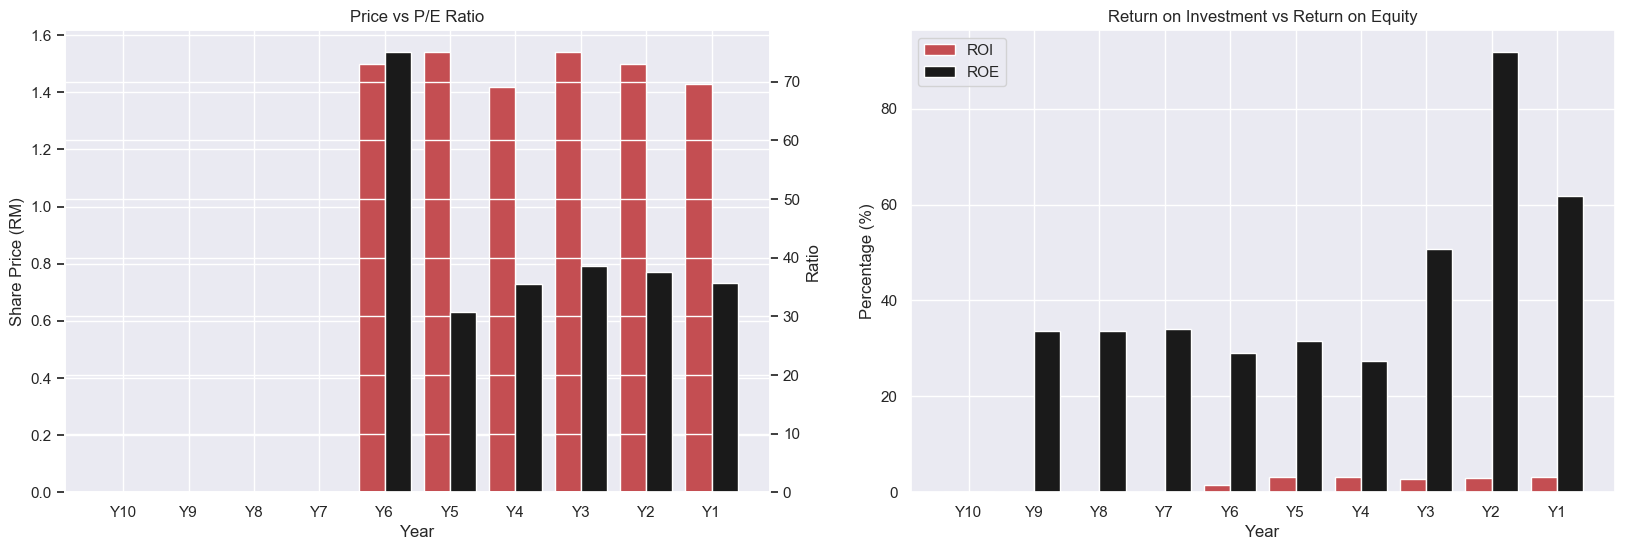 Price vs P/E Ratio
1.6
1.4
1.2
1.0
0.8
0.6
0.4
0.2
0.0
Share Price (RM)
70
60
50
40
30
20
10
0
Ratio
Y10 Y9 Y8 Y7 Y6 Y5 Y4 Y3 Y2 Y1
Year
Return on Investment vs Return on Equity
ROI
ROE
80
60
40
20
0
Percentage (%)
Y10 Y9 Y8 Y7 Y6 Y5 Y4 Y3 Y2 Y1
Year